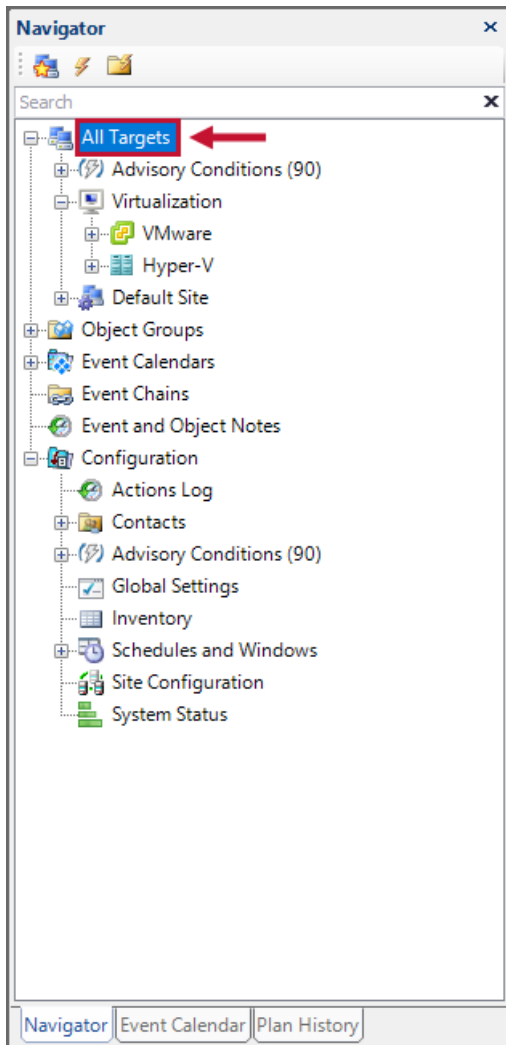 Navigator
Search
All Targets
Advisory Conditions (90)
Virtualization
VMware
Hyper-V
Default Site
Object Groups
Event Calendars
Event Chains
Event and Object Notes
Configuration
Actions Log
Contacts
Advisory Conditions (90)
Global Settings
Inventory
Schedules and Windows
Site Configuration
System Status
Navigator Event Calendar Plan History